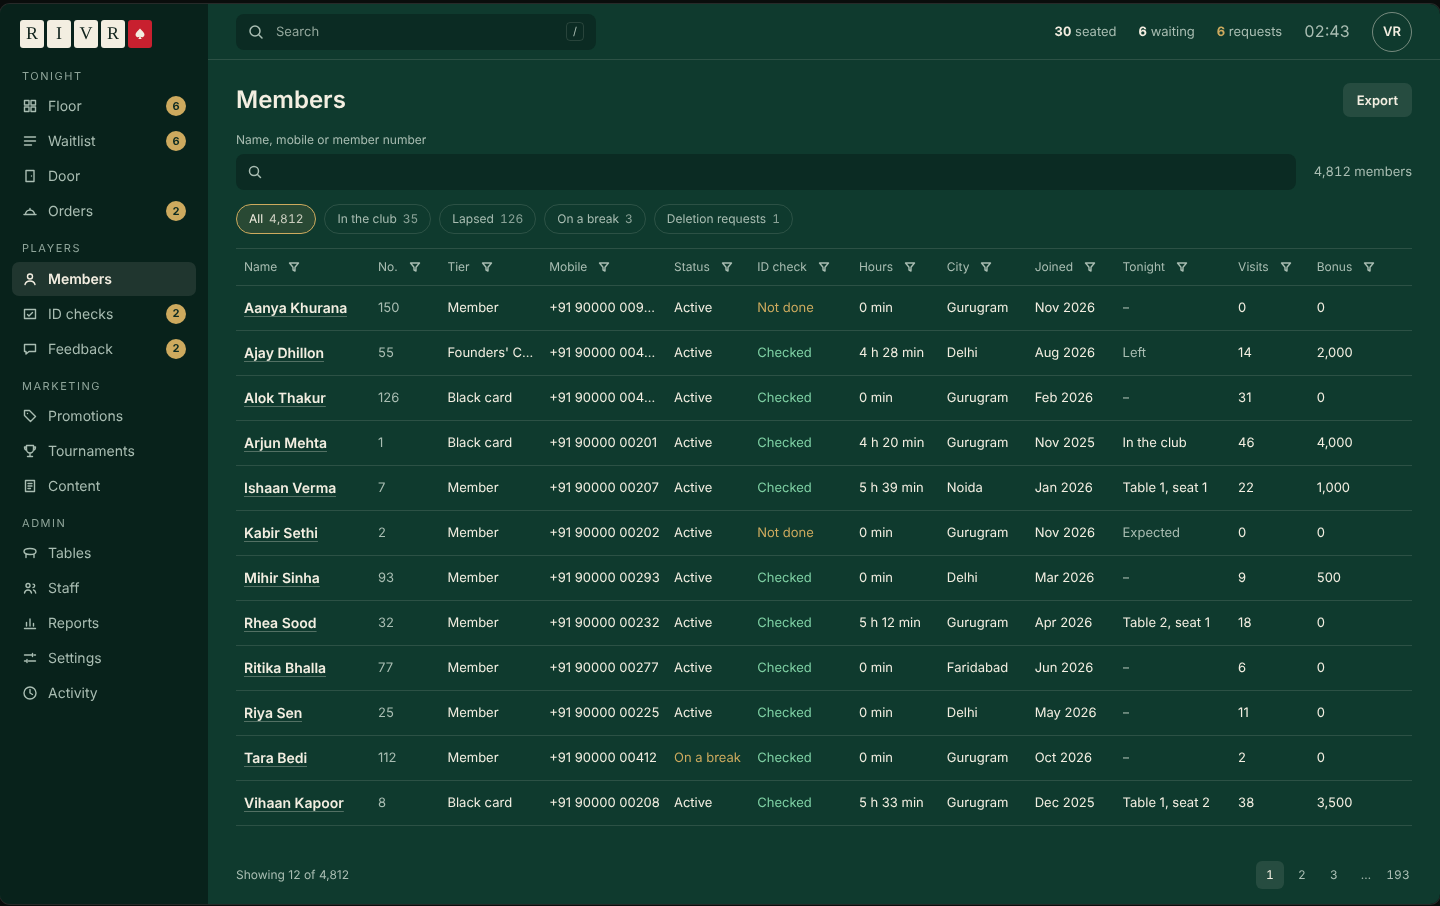 R I V R
Search /
30 seated 6 waiting 6 requests 02:43 VR
TONIGHT
Floor 6
Waitlist 6
Door
Orders 2
PLAYERS
Members
ID checks 2
Feedback 2
MARKETING
Promotions
Tournaments
Content
ADMIN
Tables
Staff
Reports
Settings
Activity
Members
Export
Name, mobile or member number
4,812 members
All 4,812 In the club 35 Lapsed 126 On a break 3 Deletion requests 1
Name No. Tier Mobile Status ID check Hours City Joined Tonight Visits Bonus
Aanya Khurana 150 Member +91 90000 009... Active Not done 0 min Gurugram Nov 2026 – 0 0
Ajay Dhillon 55 Founders' C... +91 90000 004... Active Checked 4 h 28 min Delhi Aug 2026 Left 14 2,000
Alok Thakur 126 Black card +91 90000 004... Active Checked 0 min Gurugram Feb 2026 – 31 0
Arjun Mehta 1 Black card +91 90000 00201 Active Checked 4 h 20 min Gurugram Nov 2025 In the club 46 4,000
Ishaan Verma 7 Member +91 90000 00207 Active Checked 5 h 39 min Noida Jan 2026 Table 1, seat 1 22 1,000
Kabir Sethi 2 Member +91 90000 00202 Active Not done 0 min Gurugram Nov 2026 Expected 0 0
Mihir Sinha 93 Member +91 90000 00293 Active Checked 0 min Delhi Mar 2026 – 9 500
Rhea Sood 32 Member +91 90000 00232 Active Checked 5 h 12 min Gurugram Apr 2026 Table 2, seat 1 18 0
Ritika Bhalla 77 Member +91 90000 00277 Active Checked 0 min Faridabad Jun 2026 – 6 0
Riya Sen 25 Member +91 90000 00225 Active Checked 0 min Delhi May 2026 – 11 0
Tara Bedi 112 Member +91 90000 00412 On a break Checked 0 min Gurugram Oct 2026 – 2 0
Vihaan Kapoor 8 Black card +91 90000 00208 Active Checked 5 h 33 min Gurugram Dec 2025 Table 1, seat 2 38 3,500
Showing 12 of 4,812
1 2 3 ... 193